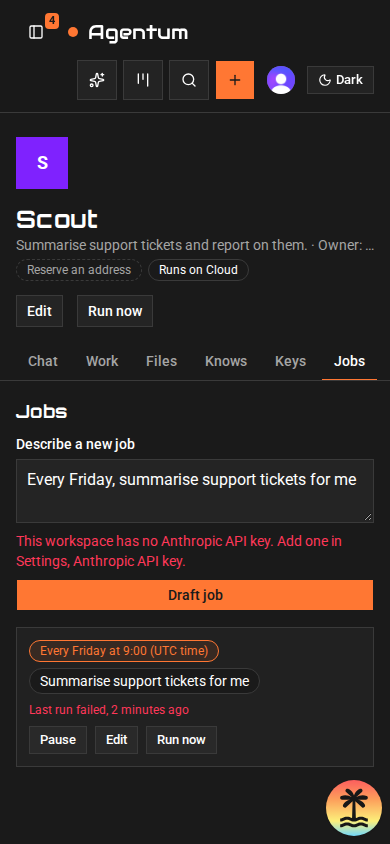 4
Agentum
Dark
S
Scout
Summarise support tickets and report on them. · Owner: …
Reserve an address
Runs on Cloud
Edit
Run now
Chat
Work
Files
Knows
Keys
Jobs
Jobs
Describe a new job
Every Friday, summarise support tickets for me
This workspace has no Anthropic API key. Add one in
Settings, Anthropic API key.
Draft job
Every Friday at 9:00 (UTC time)
Summarise support tickets for me
Last run failed, 2 minutes ago
Pause
Edit
Run now